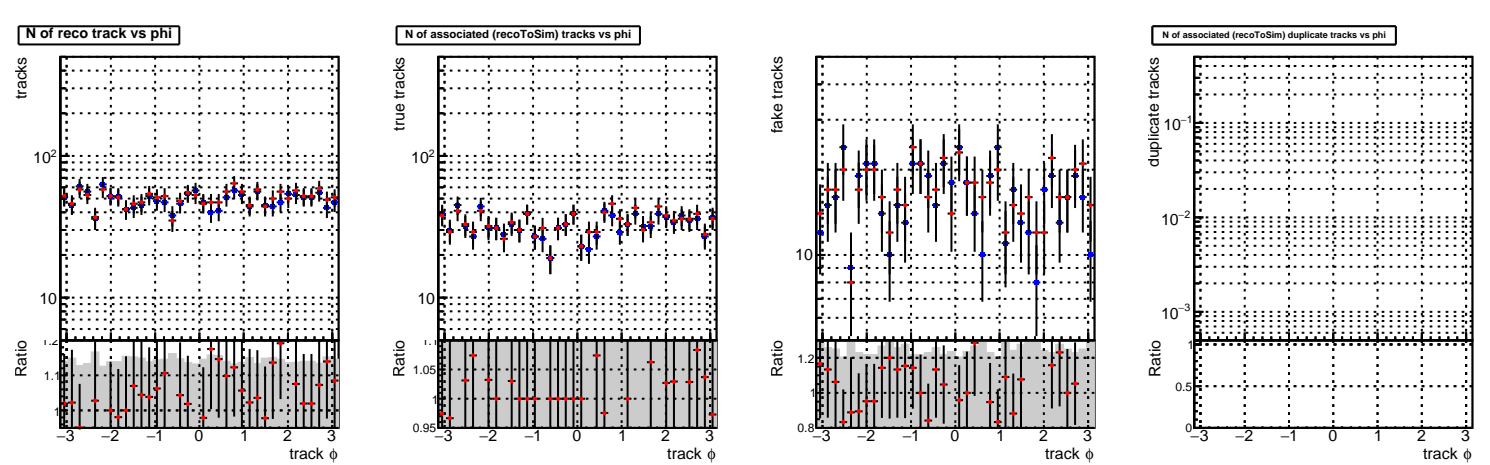 N of reco track vs phi
tracks
10²
10
Ratio
1.2
1.1
1
−3 −2 −1 0 1 2 3
track ϕ
N of associated (recoToSim) tracks vs phi
true tracks
10²
10
Ratio
1.1
1.05
1
0.95
−3 −2 −1 0 1 2 3
track ϕ
fake tracks
10
Ratio
1.2
1
0.8
−3 −2 −1 0 1 2 3
track ϕ
N of associated (recoToSim) duplicate tracks vs phi
duplicate tracks
10⁻¹
10⁻²
10⁻³
Ratio
1
0.5
0
−3 −2 −1 0 1 2 3
track ϕ